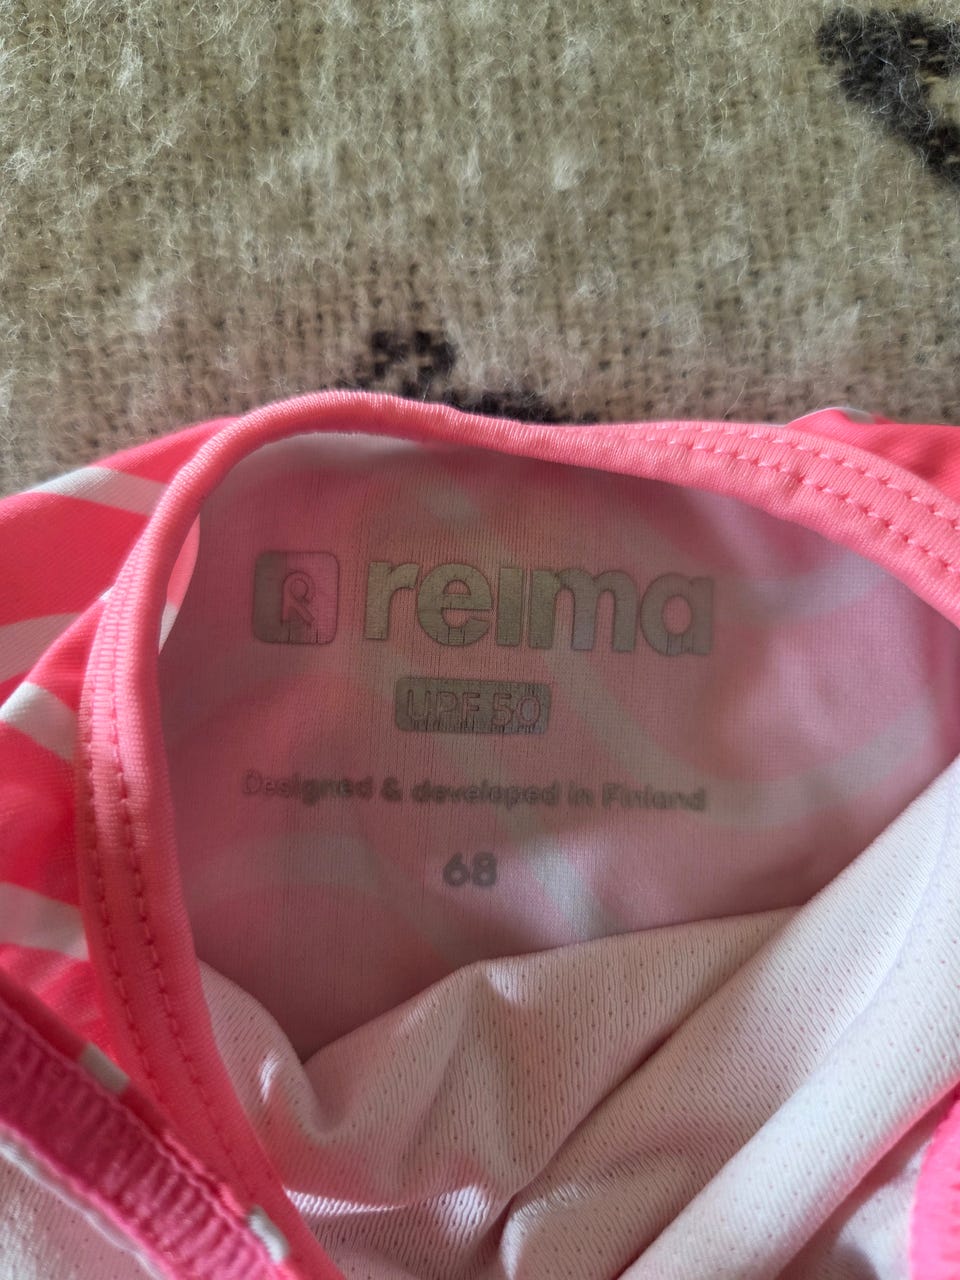 reima
UPF 50
Designed & developed in Finland
68